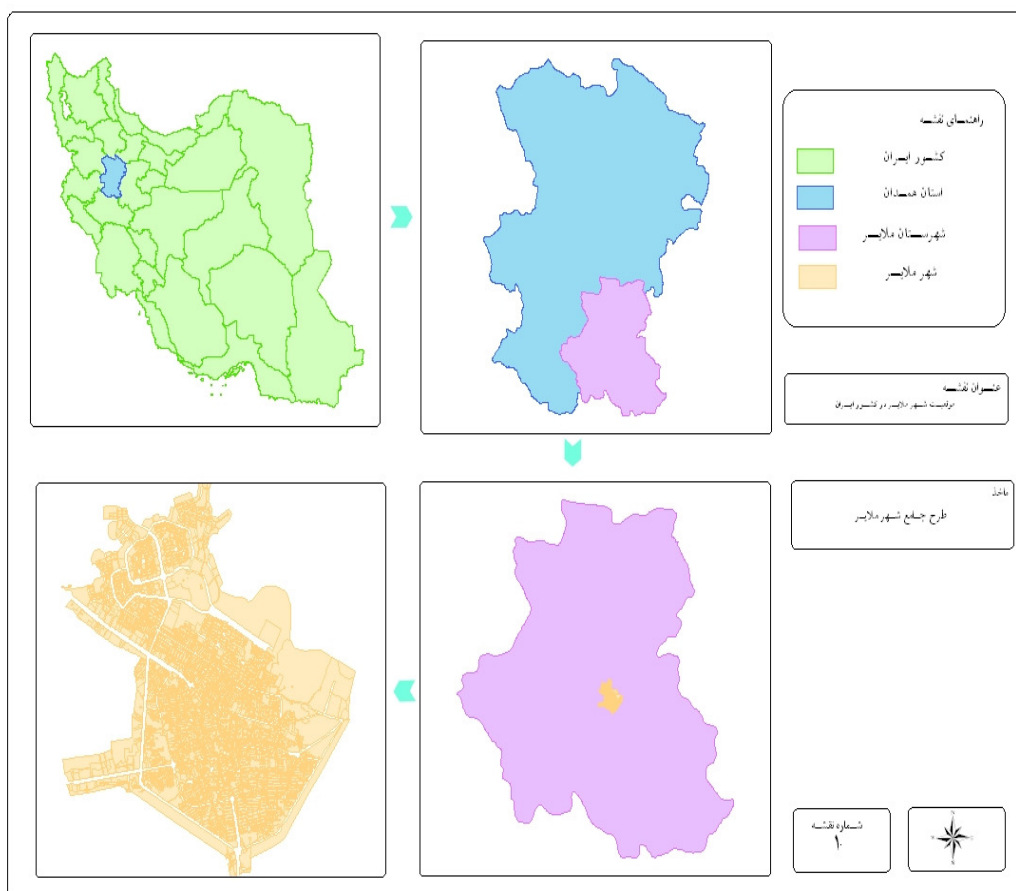 راهنمای نقشه
کشور ایران
استان همدان
شهرستان ملایر
شهر ملایر
عنوان نقشه
موقعیت شهر ملایر در کشور ایران
ماخذ
طرح جامع شهر ملایر
شماره نقشه
۱۰